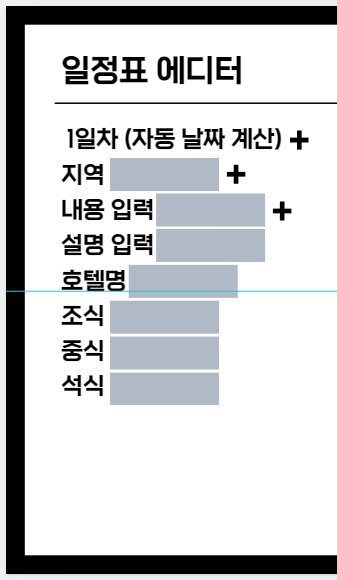 일정표 에디터
1일차 (자동 날짜 계산) +
지역 +
내용 입력 +
설명 입력
호텔명
조식
중식
석식